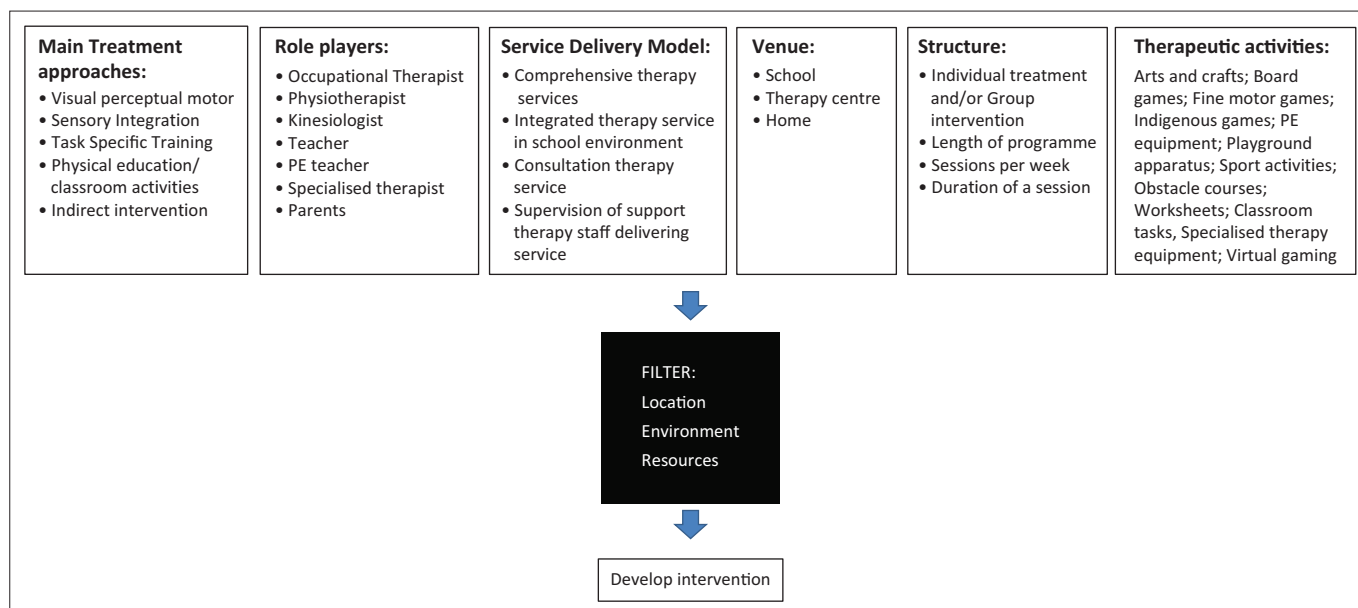 Main Treatment
approaches:
• Visual perceptual motor
• Sensory Integration
• Task Specific Training
• Physical education/
classroom activities
• Indirect intervention
Role players:
• Occupational Therapist
• Physiotherapist
• Kinesiologist
• Teacher
• PE teacher
• Specialised therapist
• Parents
Service Delivery Model:
• Comprehensive therapy
services
• Integrated therapy service
in school environment
• Consultation therapy
service
• Supervision of support
therapy staff delivering
service
Venue:
• School
• Therapy centre
• Home
Structure:
• Individual treatment
and/or Group
intervention
• Length of programme
• Sessions per week
• Duration of a session
Therapeutic activities:
Arts and crafts; Board
games; Fine motor games;
Indigenous games; PE
equipment; Playground
apparatus; Sport activities;
Obstacle courses;
Worksheets; Classroom
tasks, Specialised therapy
equipment; Virtual gaming
FILTER:
Location
Environment
Resources
Develop intervention